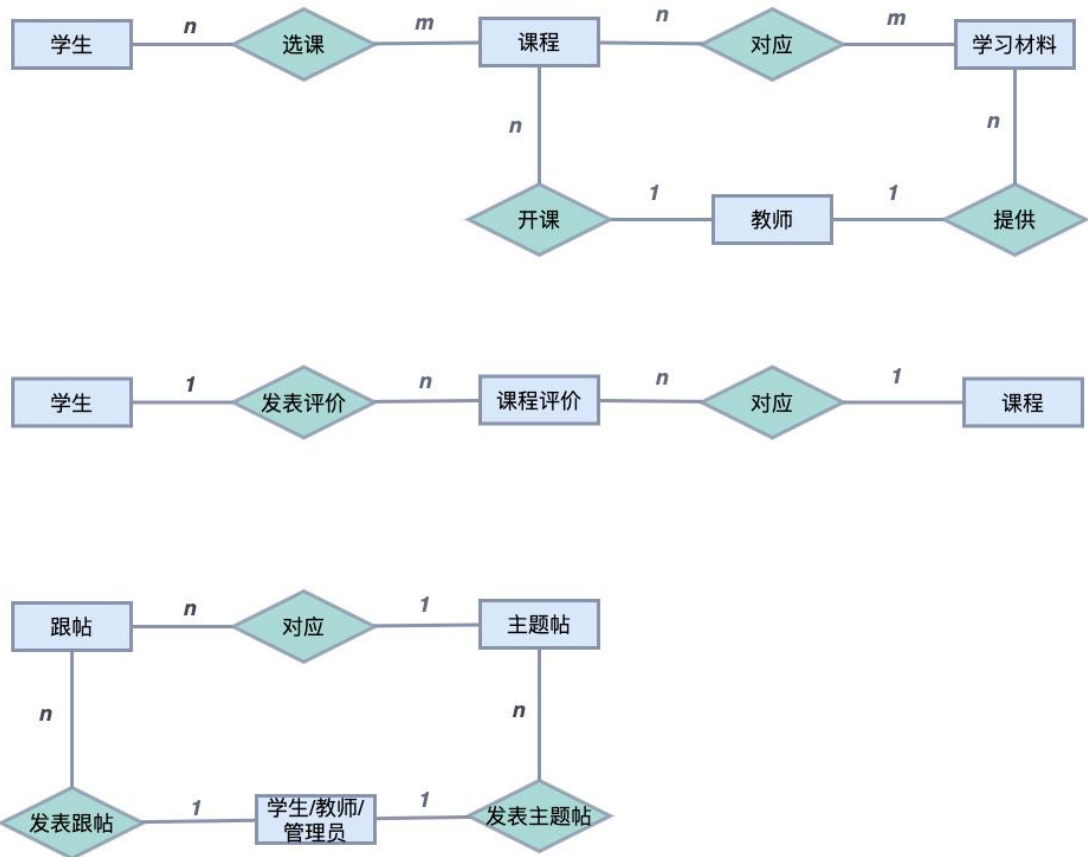 学生
n
选课
m
课程
n
对应
m
学习材料
n
n
开课
1
教师
1
提供
学生
1
发表评价
n
课程评价
n
对应
1
课程
跟帖
n
对应
1
主题帖
n
n
发表跟帖
1
学生/教师/
管理员
1
发表主题帖